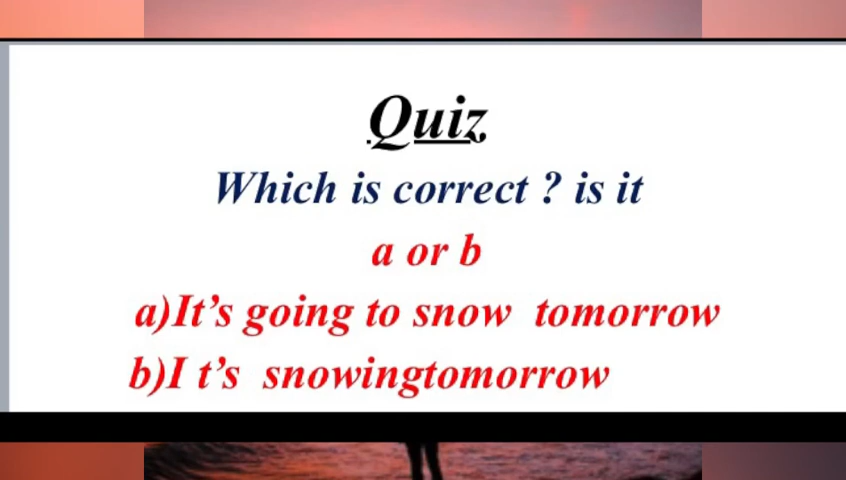 Quiz
Which is correct ? is it
a or b
a)It’s going to snow  tomorrow
b)I t’s  snowingtomorrow